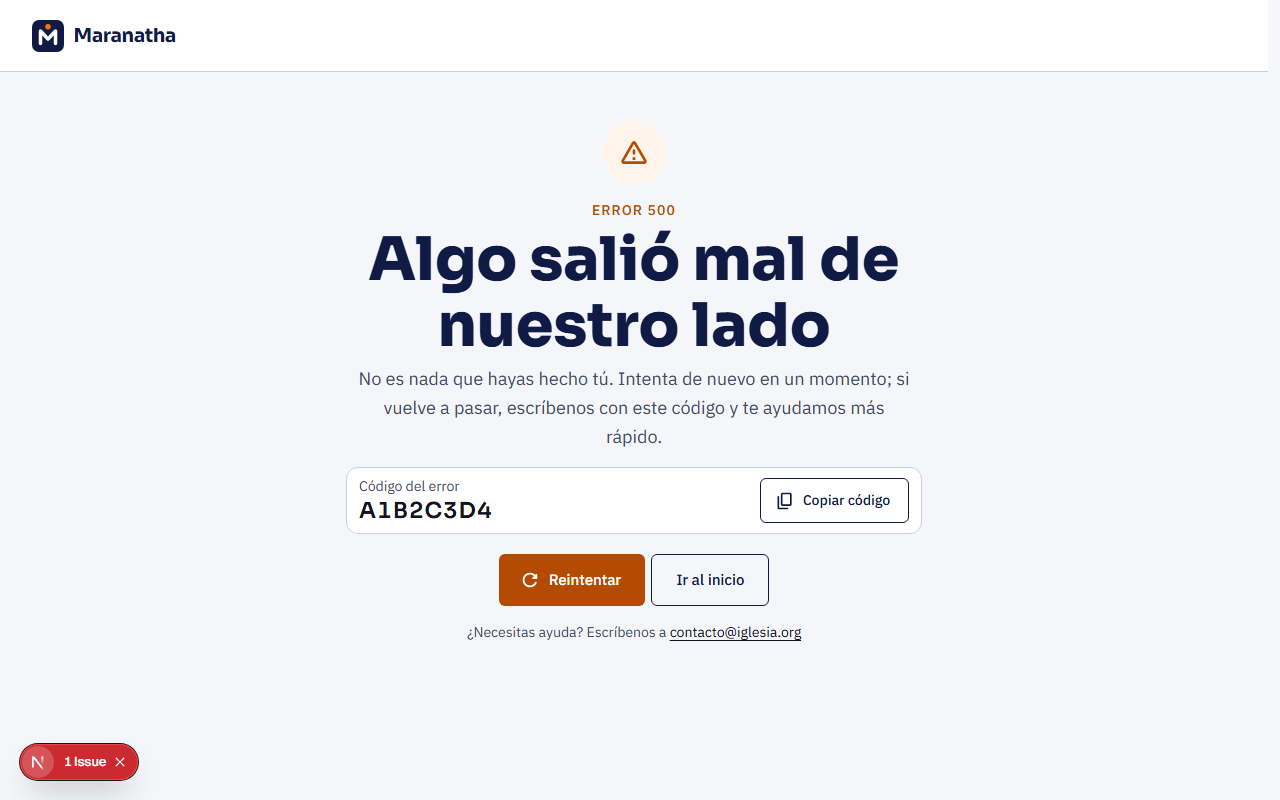 Maranatha
ERROR 500
Algo salió mal de
nuestro lado
No es nada que hayas hecho tú. Intenta de nuevo en un momento; si
vuelve a pasar, escríbenos con este código y te ayudamos más
rápido.
Código del error
A1B2C3D4
Copiar código
Reintentar
Ir al inicio
¿Necesitas ayuda? Escríbenos a contacto@iglesia.org
1 Issue